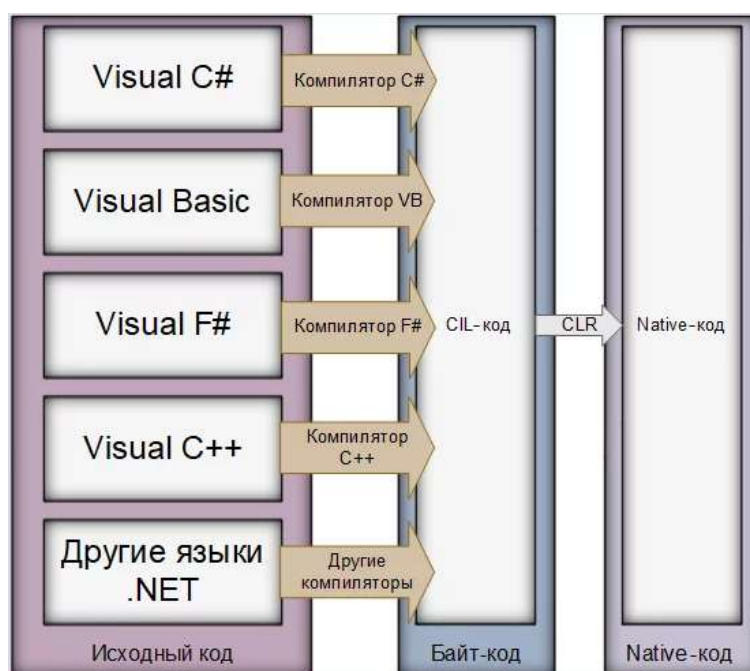 Visual C#
Компилятор C#
Visual Basic
Компилятор VB
Visual F#
Компилятор F#
CIL-код
CLR
Native-код
Visual C++
Компилятор
C++
Другие языки
.NET
Другие
компиляторы
Исходный код
Байт-код
Native-код